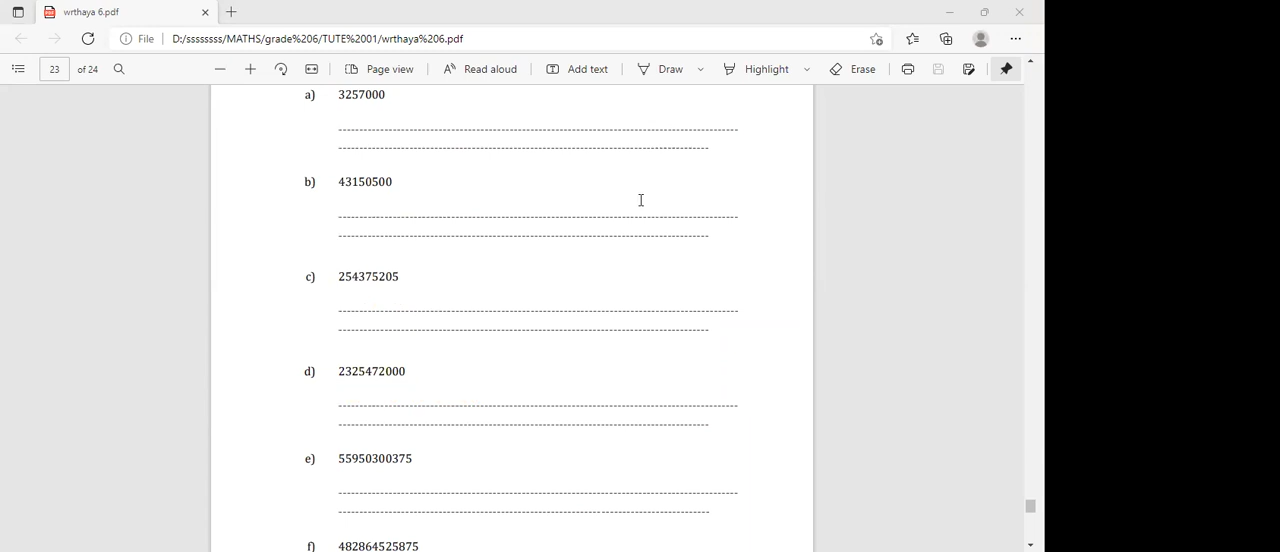 wrthaya 6.pdf
File D:/ssssssss/MATHS/grade%206/TUTE%2001/wrthaya%206.pdf
23 of 24 Page view Read aloud Add text Draw Highlight Erase
a) 3257000
b) 43150500
c) 254375205
d) 2325472000
e) 55950300375
f) 482864525875